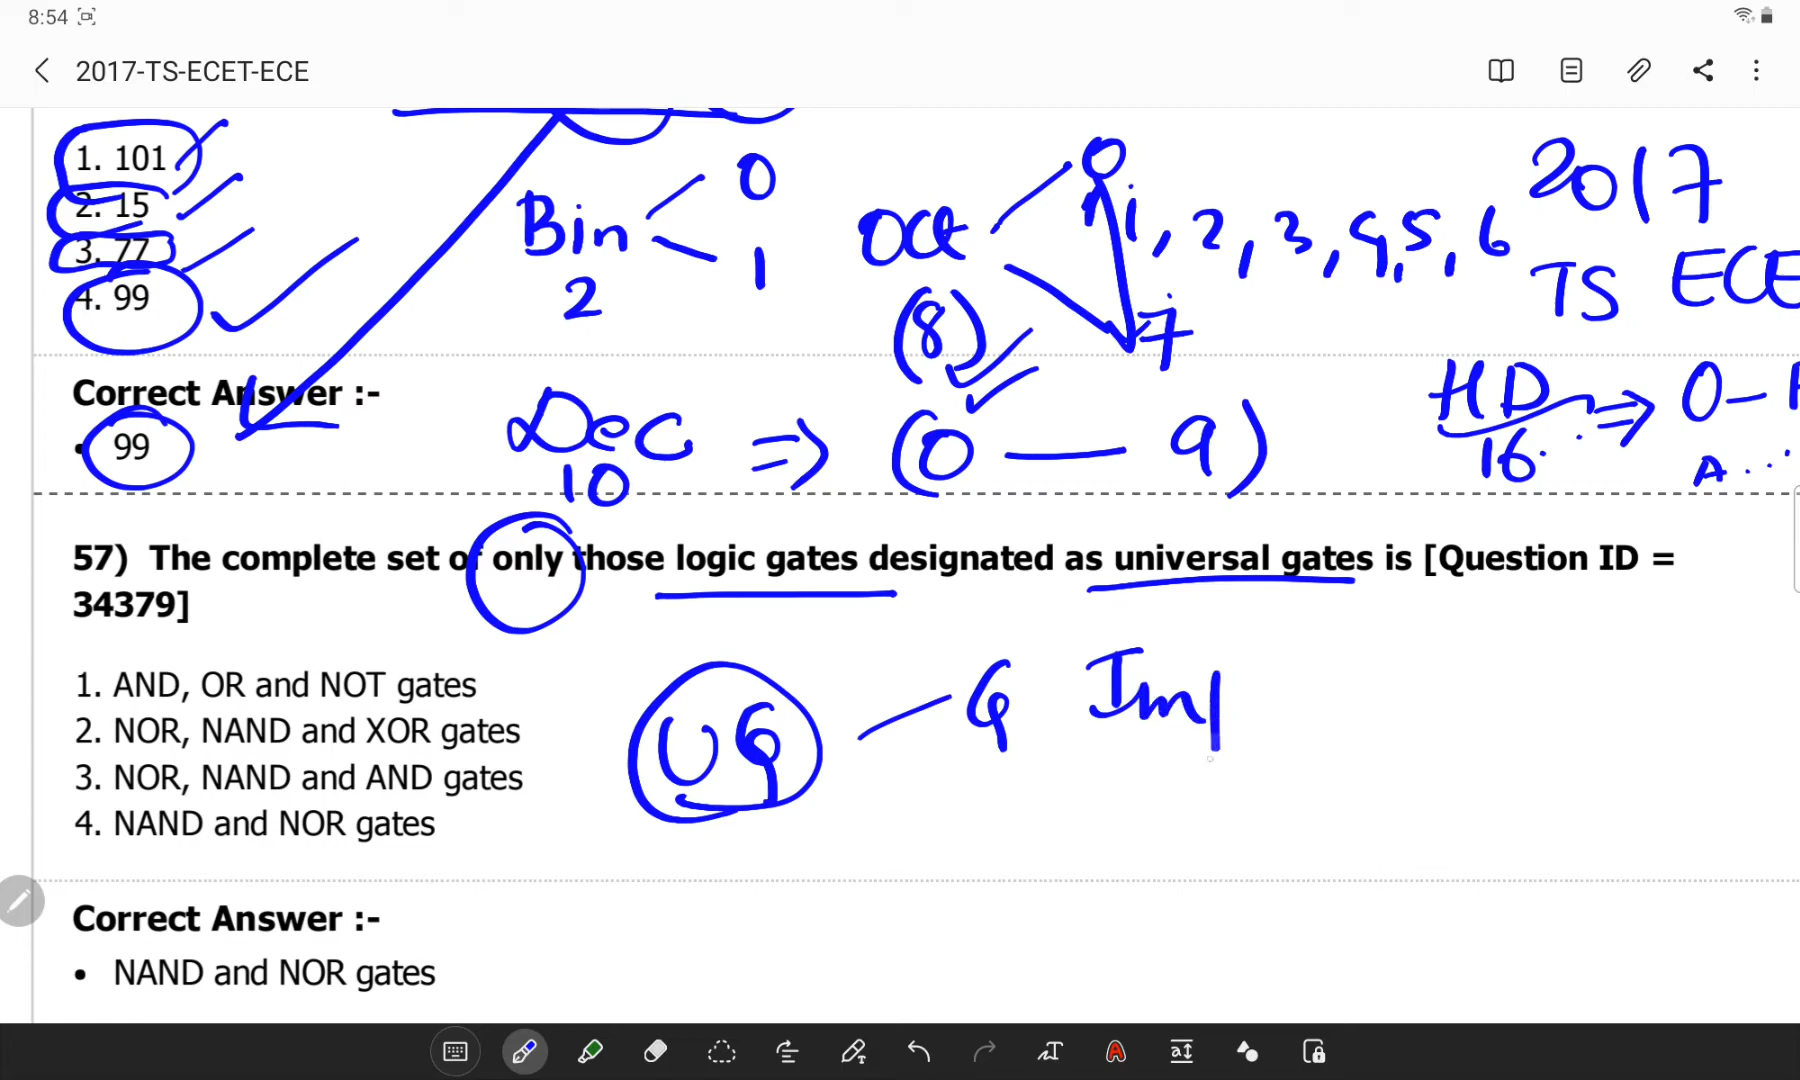 8:54
2017-TS-ECET-ECE
1. 101
2. 15
3. 77
4. 99
Bin 0 1
2
Oct 0 1, 2, 3, 4, 5, 6 7
(8)
2017
TS ECE
Correct Answer :-
• 99
Dec ⇒ (0 — 9)
10
HD ⇒ 0 –
16
A . . .
57) The complete set of only those logic gates designated as universal gates is [Question ID =
34379]
1. AND, OR and NOT gates
2. NOR, NAND and XOR gates
3. NOR, NAND and AND gates
4. NAND and NOR gates
UG – G Imp
Correct Answer :-
• NAND and NOR gates